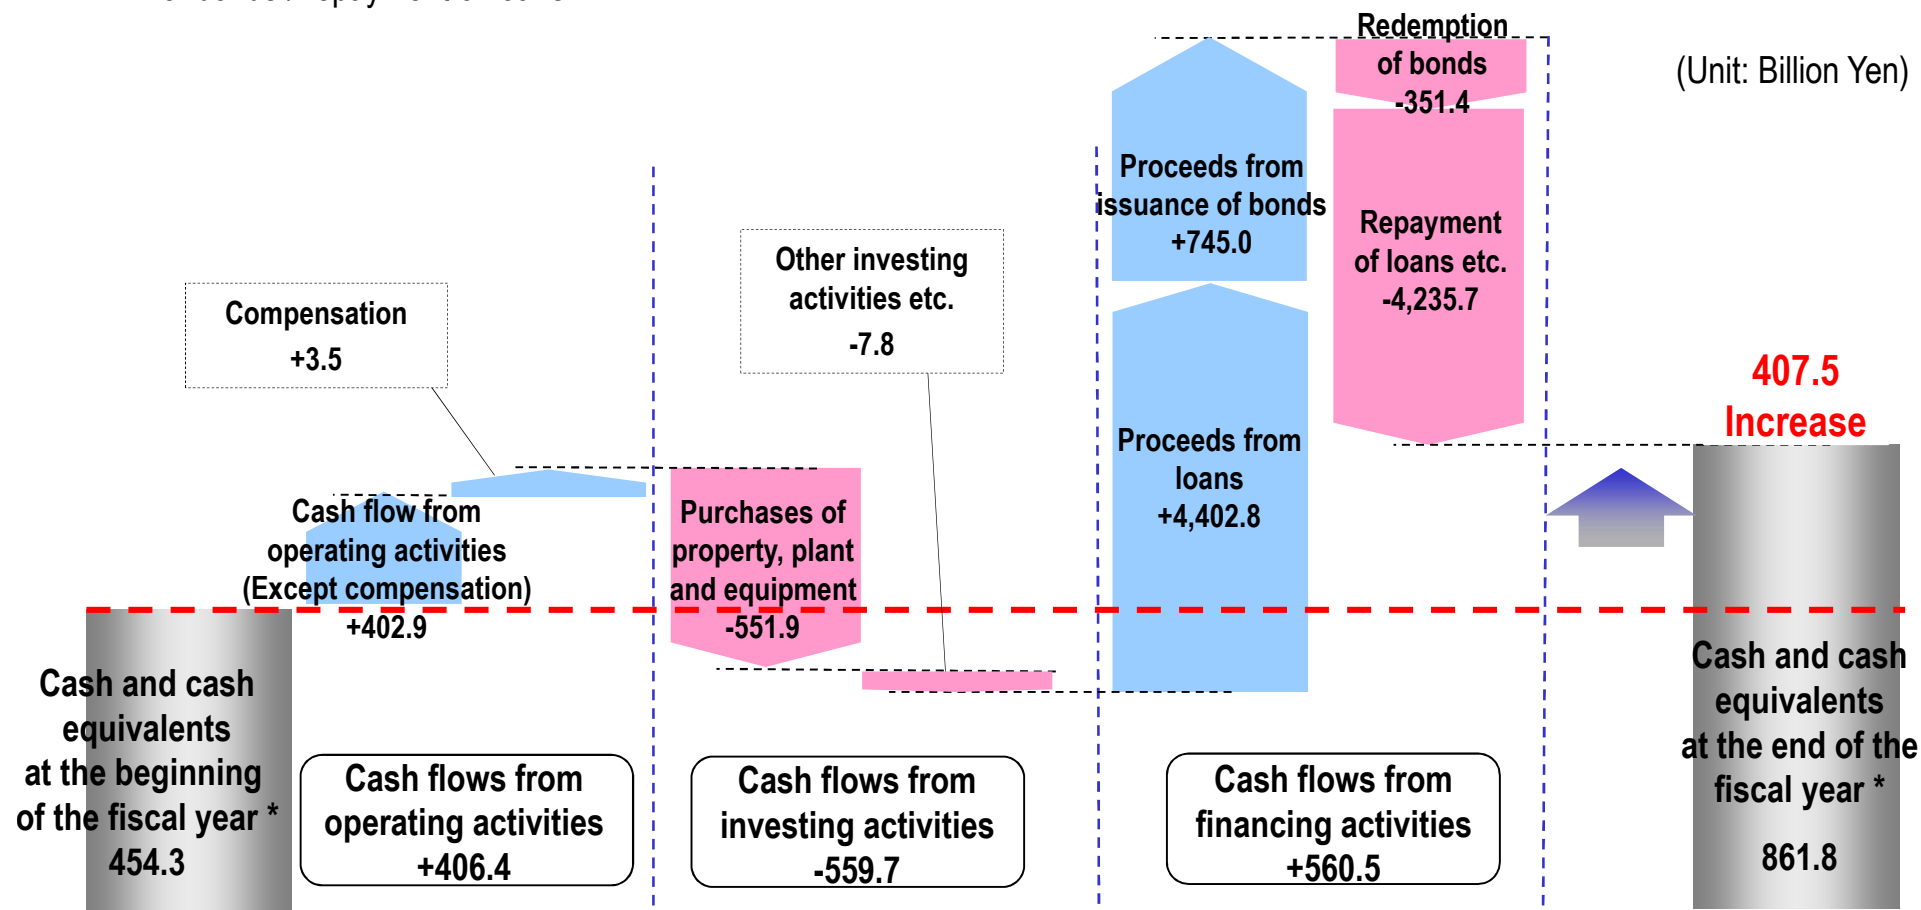 (Unit: Billion Yen)
Compensation
+3.5
Cash flow from
operating activities
(Except compensation)
+402.9
Other investing
activities etc.
-7.8
Purchases of
property, plant
and equipment
-551.9
Proceeds from
issuance of bonds
+745.0
Proceeds from
loans
+4,402.8
Redemption
of bonds
-351.4
Repayment
of loans etc.
-4,235.7
407.5
Increase
Cash and cash
equivalents
at the beginning
of the fiscal year *
454.3
Cash flows from
operating activities
+406.4
Cash flows from
investing activities
-559.7
Cash flows from
financing activities
+560.5
Cash and cash
equivalents
at the end of the
fiscal year *
861.8